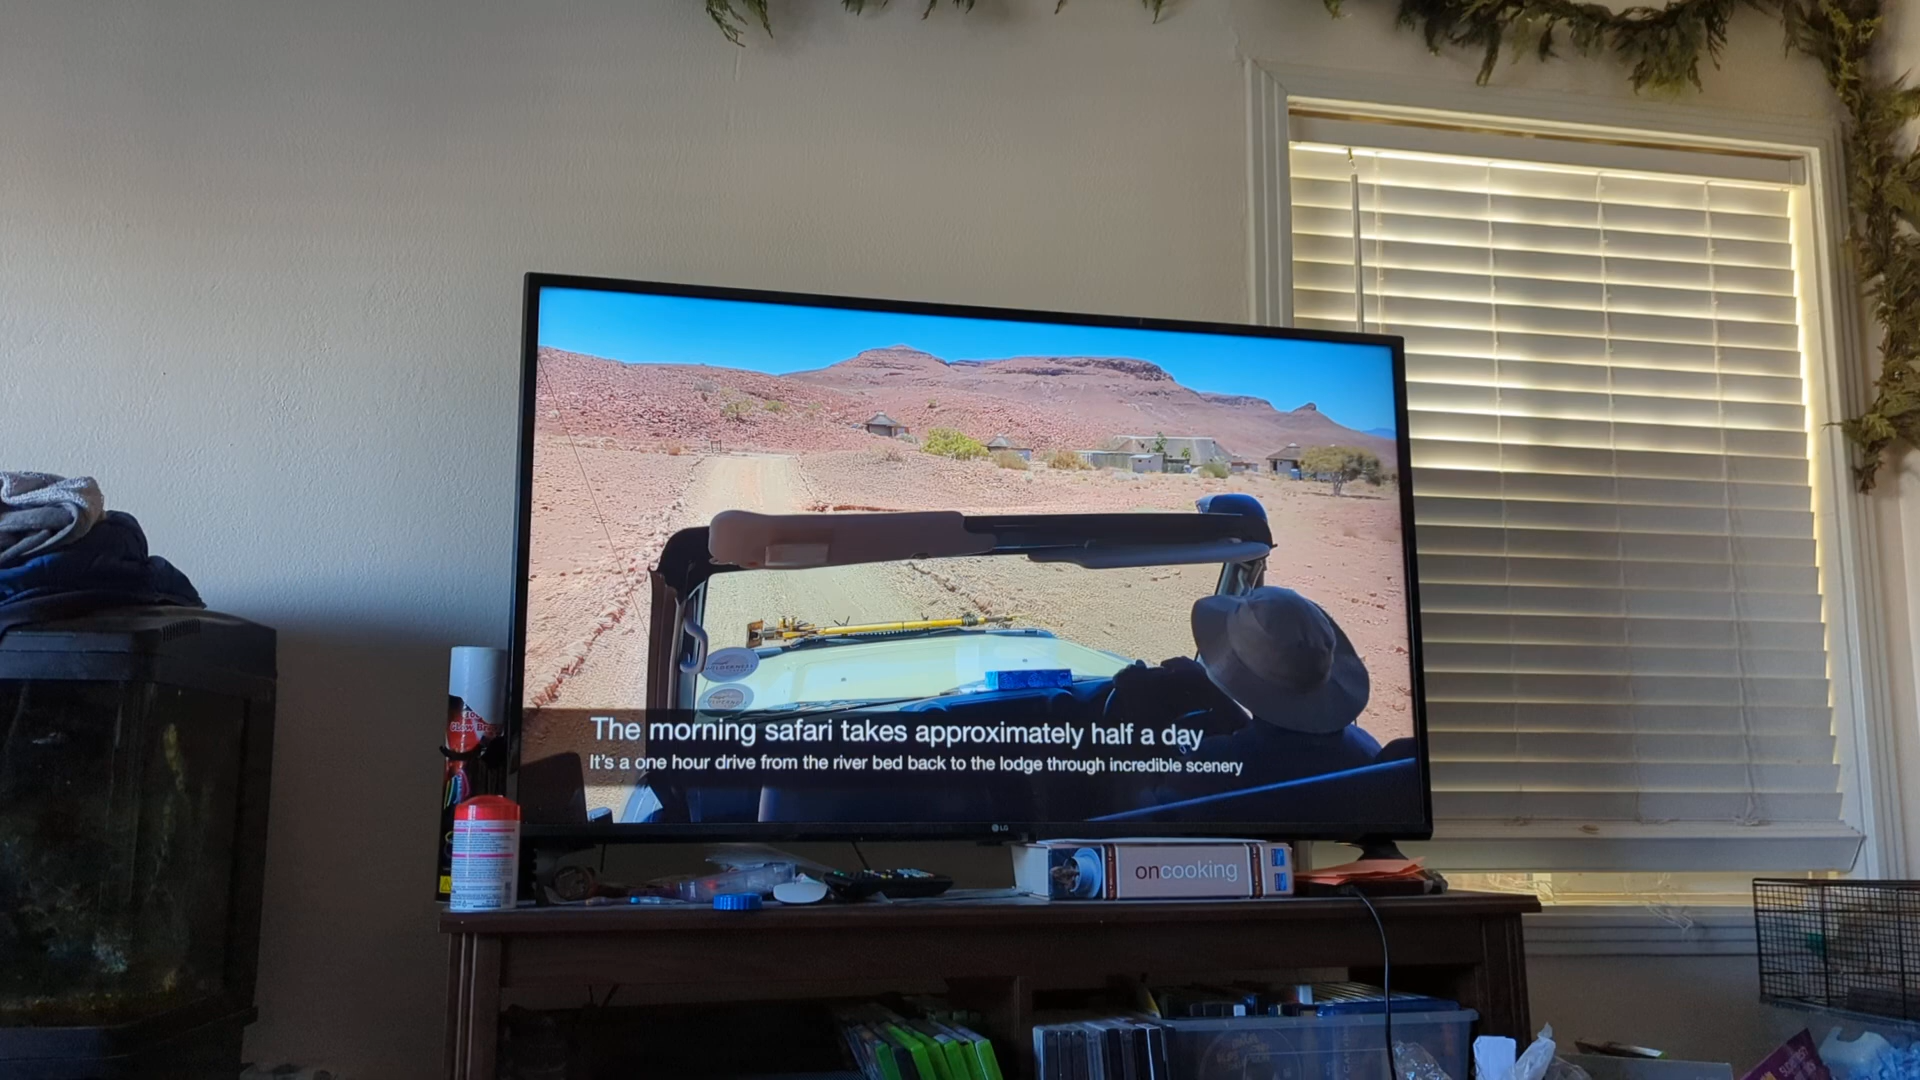 The morning safari takes approximately half a day
It's a one hour drive from the river bed back to the lodge through incredible scenery
LG
oncooking